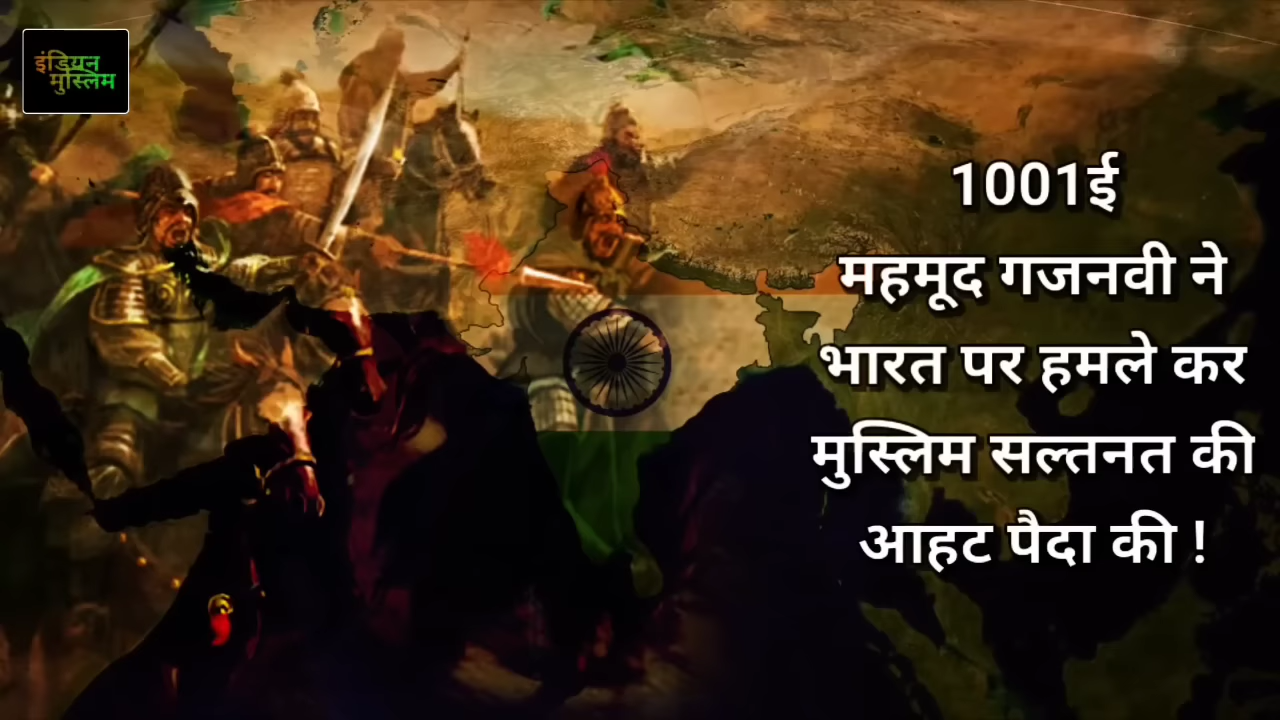 इंडियन
मुस्लिम
1001ई
महमूद गजनवी ने
भारत पर हमले कर
मुस्लिम सल्तनत की
आहट पैदा की !